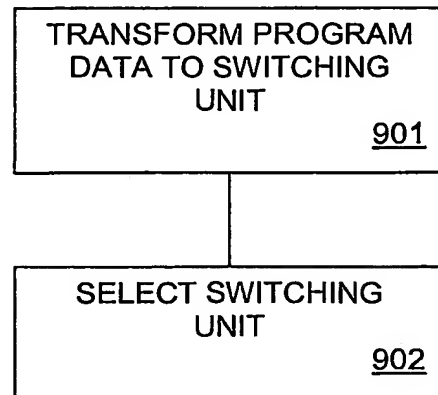 TRANSFORM PROGRAM
DATA TO SWITCHING
UNIT
901
SELECT SWITCHING
UNIT
902